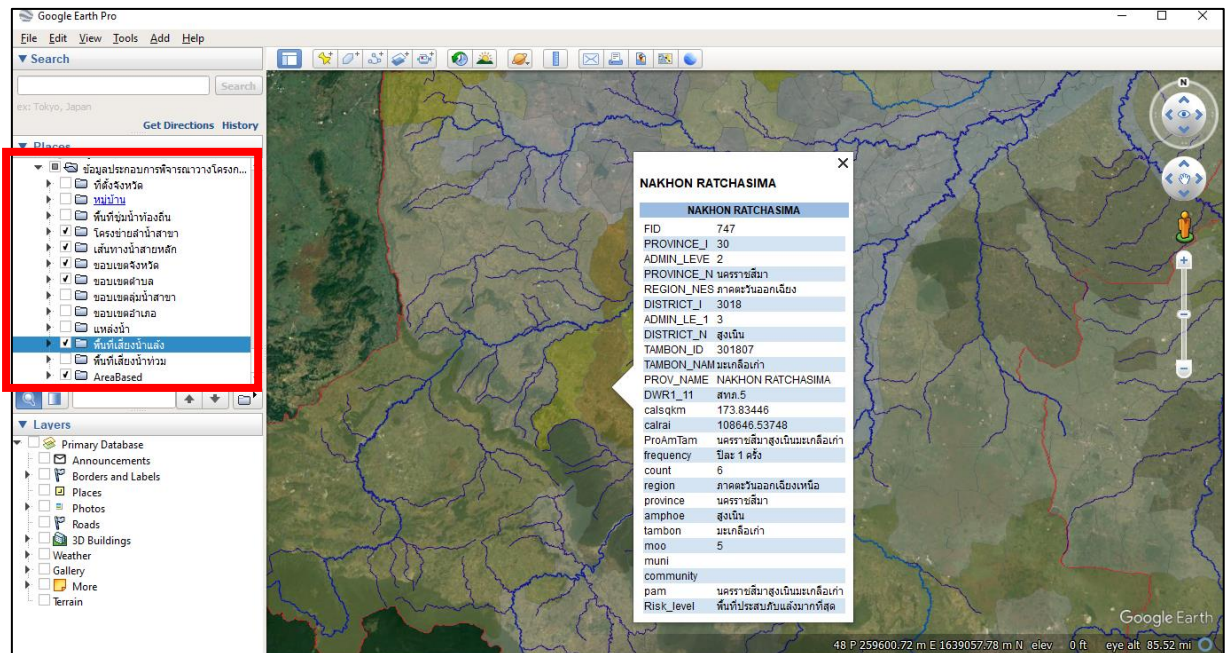 Google Earth Pro
File Edit View Tools Add Help
▼ Search
Search
ex: Tokyo, Japan
Get Directions History
▼ Places
ข้อมูลประกอบการพิจารณาวางโครงก...
ที่ตั้งจังหวัด
หมู่บ้าน
พื้นที่ชุ่มน้ำท้องถิ่น
โครงข่ายลำน้ำสาขา
เส้นทางน้ำสายหลัก
ขอบเขตจังหวัด
ขอบเขตตำบล
ขอบเขตลุ่มน้ำสาขา
ขอบเขตอำเภอ
แหล่งน้ำ
พื้นที่เสี่ยงน้ำแล้ง
พื้นที่เสี่ยงน้ำท่วม
AreaBased
▼ Layers
Primary Database
Announcements
Borders and Labels
Places
Photos
Roads
3D Buildings
Weather
Gallery
More
Terrain
N
NAKHON RATCHASIMA
NAKHON RATCHASIMA
FID 747
PROVINCE_I 30
ADMIN_LEVE 2
PROVINCE_N นครราชสีมา
REGION_NES ภาคตะวันออกเฉียง
DISTRICT_I 3018
ADMIN_LE_1 3
DISTRICT_N สูงเนิน
TAMBON_ID 301807
TAMBON_NAM มะเกลือเก่า
PROV_NAME NAKHON RATCHASIMA
DWR1_11 สทภ.5
calsqkm 173.83446
calrai 108646.53748
ProAmTam นครราชสีมาสูงเนินมะเกลือเก่า
frequency ปีละ 1 ครั้ง
count 6
region ภาคตะวันออกเฉียงเหนือ
province นครราชสีมา
amphoe สูงเนิน
tambon มะเกลือเก่า
moo 5
muni
community
pam นครราชสีมาสูงเนินมะเกลือเก่า
Risk_level พื้นที่ประสบภัยแล้งมากที่สุด
Google Earth
48 P 259600.72 m E 1639057.78 m N elev 0 ft eye alt 85.52 mi